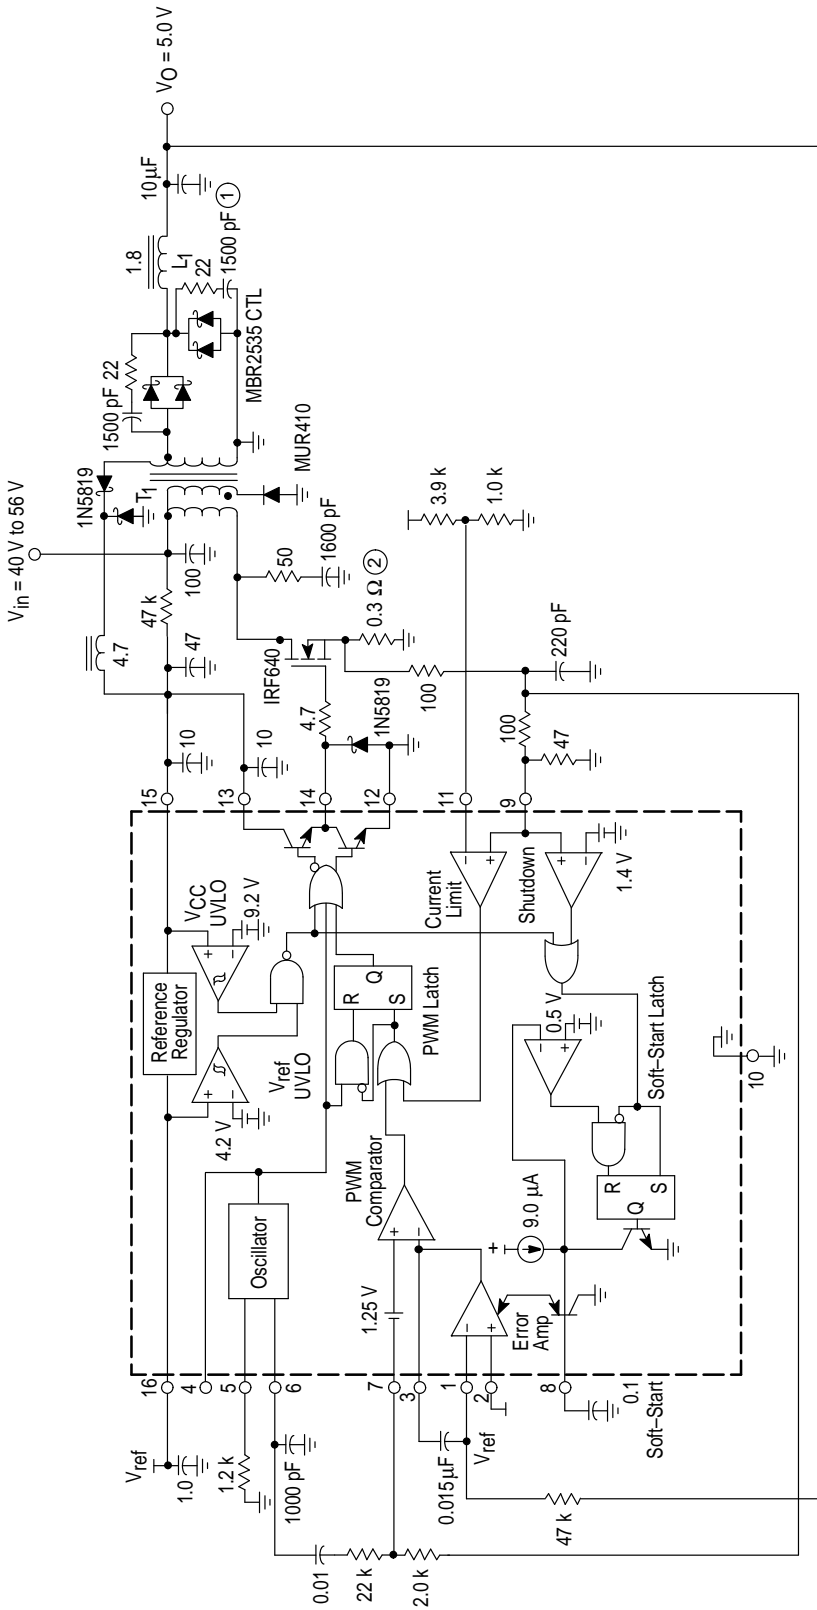 Vin = 40 V to 56 V
VO = 5.0 V
4.7
47 k
47
100
1N5819
T1
1500 pF
22
1.8
L1
10 µF
22
1500 pF
1
MBR2535 CTL
MUR410
50
1600 pF
IRF640
0.3 Ω
2
4.7
1N5819
100
220 pF
100
47
3.9 k
1.0 k
10
10
15
13
14
12
11
9
Reference
Regulator
VCC
UVLO
9.2 V
4.2 V
Vref
UVLO
Oscillator
R
Q
S
PWM Latch
PWM
Comparator
Current
Limit
Shutdown
1.4 V
0.5 V
Soft–Start Latch
R
Q
S
9.0 µA
1.25 V
Error
Amp
10
16
4
5
6
7
3
1
2
8
Vref
1.0
1.2 k
1000 pF
0.01
22 k
2.0 k
0.015 µF
Vref
47 k
0.1
Soft–Start
+
–
+
–
+
–
–
+
–
+
+
–
–
+
+